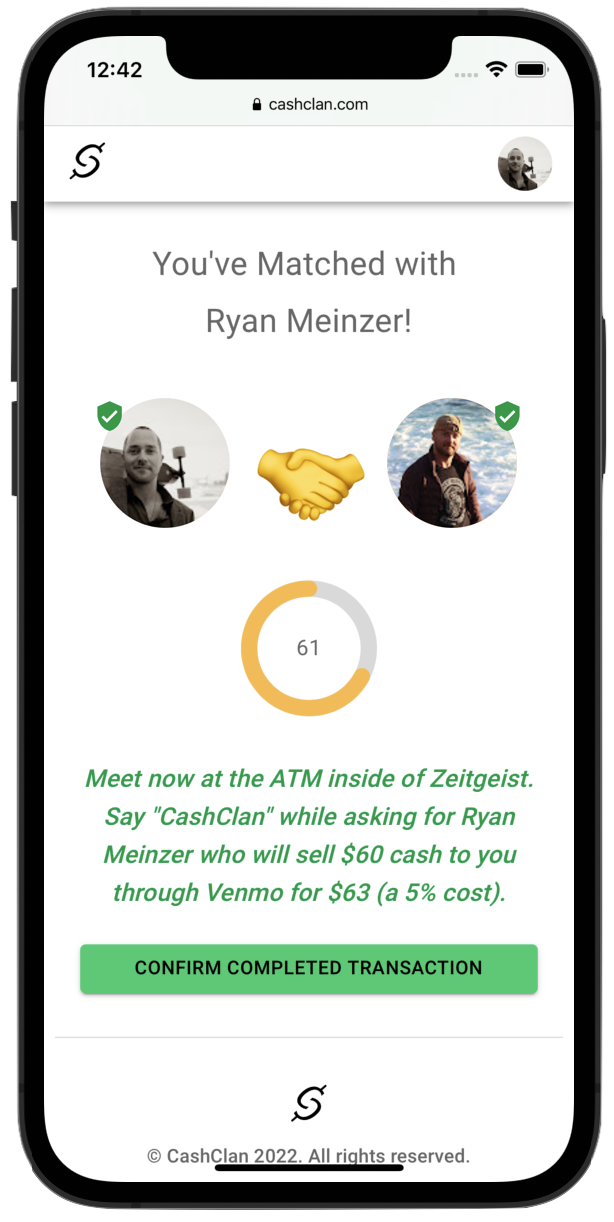 12:42
cashclan.com
You've Matched with
Ryan Meinzer!
61
Meet now at the ATM inside of Zeitgeist.
Say "CashClan" while asking for Ryan
Meinzer who will sell $60 cash to you
through Venmo for $63 (a 5% cost).
CONFIRM COMPLETED TRANSACTION
© CashClan 2022. All rights reserved.